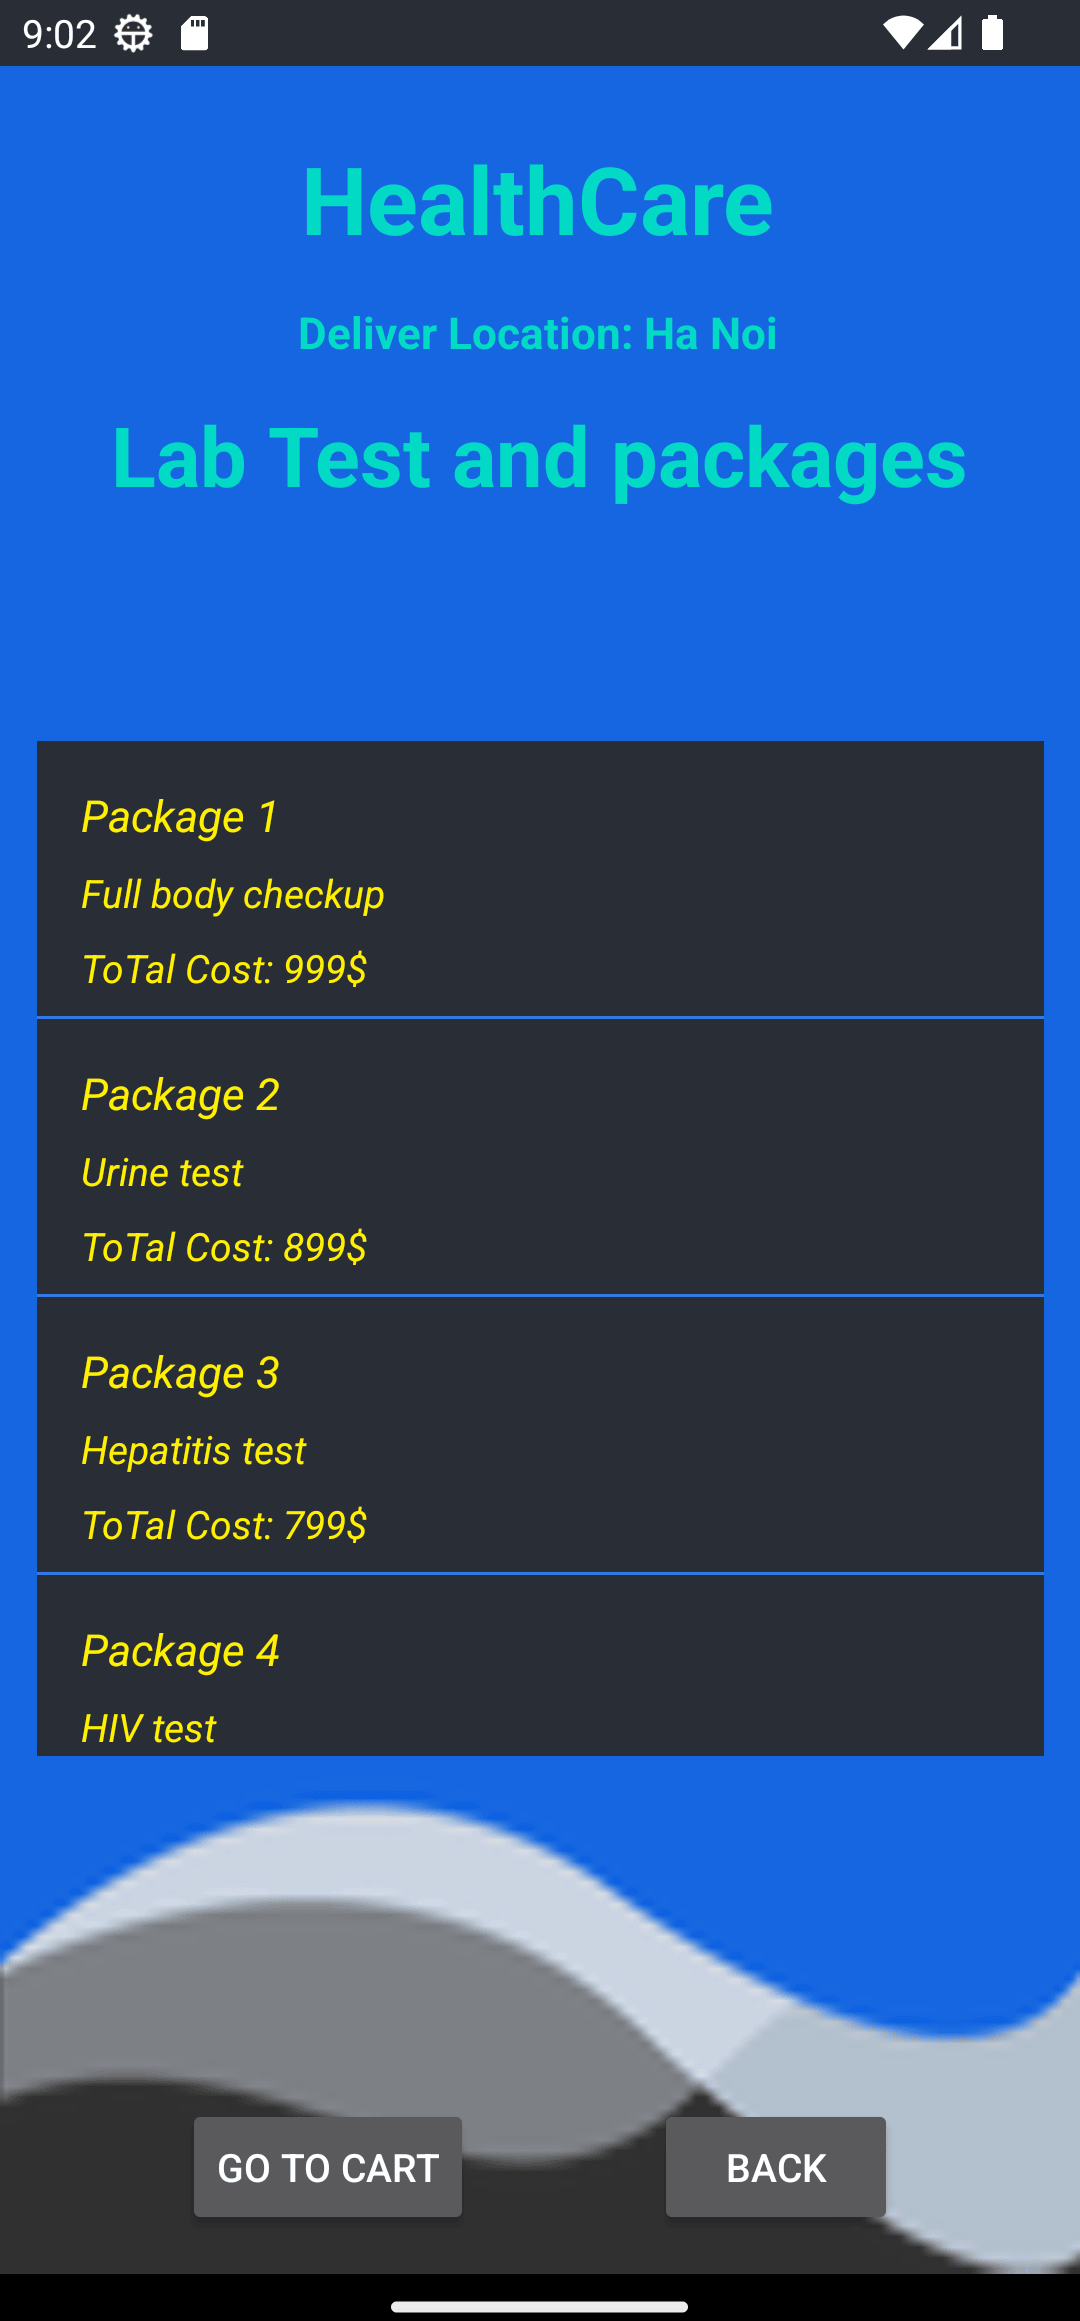 9:02
HealthCare
Deliver Location: Ha Noi
Lab Test and packages
Package 1
Full body checkup
ToTal Cost: 999$
Package 2
Urine test
ToTal Cost: 899$
Package 3
Hepatitis test
ToTal Cost: 799$
Package 4
HIV test
GO TO CART BACK